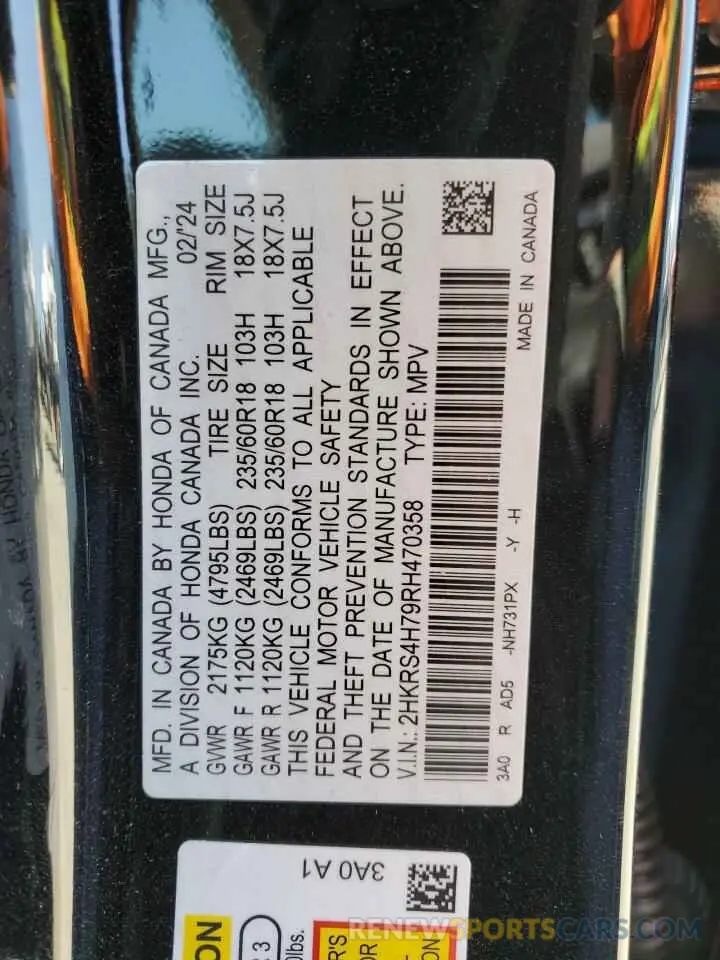 MFD. IN CANADA BY HONDA OF CANADA MFG.,
A DIVISION OF HONDA CANADA INC. 02/'24
GVWR 2175KG (4795LBS) TIRE SIZE RIM SIZE
GAWR F 1120KG (2469LBS) 235/60R18 103H 18X7.5J
GAWR R 1120KG (2469LBS) 235/60R18 103H 18X7.5J
THIS VEHICLE CONFORMS TO ALL APPLICABLE
FEDERAL MOTOR VEHICLE SAFETY
AND THEFT PREVENTION STANDARDS IN EFFECT
ON THE DATE OF MANUFACTURE SHOWN ABOVE.
V.I.N.: 2HKRS4H79RH470358 TYPE: MPV
3A0 R AD5 -NH731PX -Y -H MADE IN CANADA
3A0 A1
RENEWSPORTSCARS.COM